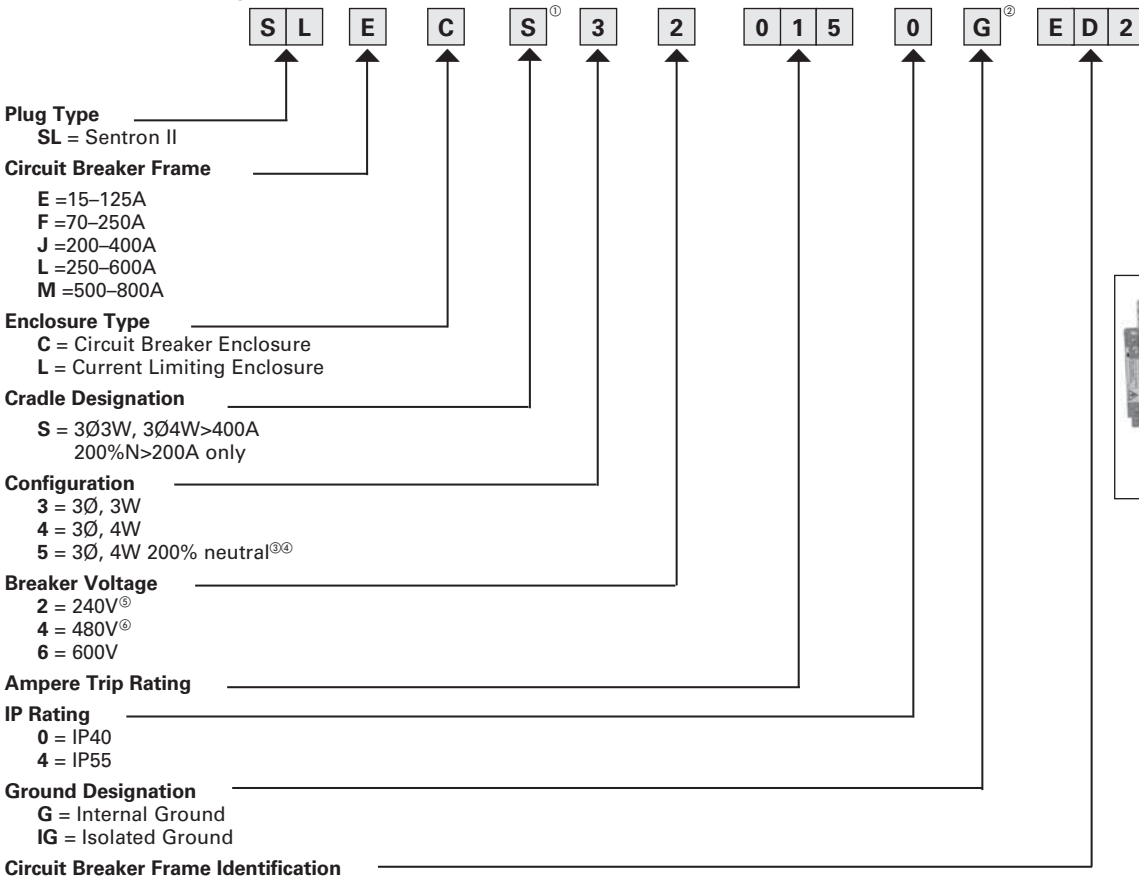 S L E C S① 3 2 0 1 5 0 G② E D 2
Plug Type
SL = Sentron II
Circuit Breaker Frame
E =15–125A
F =70–250A
J =200–400A
L =250–600A
M =500–800A
Enclosure Type
C = Circuit Breaker Enclosure
L = Current Limiting Enclosure
Cradle Designation
S = 3Ø3W, 3Ø4W>400A
200%N>200A only
Configuration
3 = 3Ø, 3W
4 = 3Ø, 4W
5 = 3Ø, 4W 200% neutral③④
Breaker Voltage
2 = 240V⑤
4 = 480V⑥
6 = 600V
Ampere Trip Rating
IP Rating
0 = IP40
4 = IP55
Ground Designation
G = Internal Ground
IG = Isolated Ground
Circuit Breaker Frame Identification